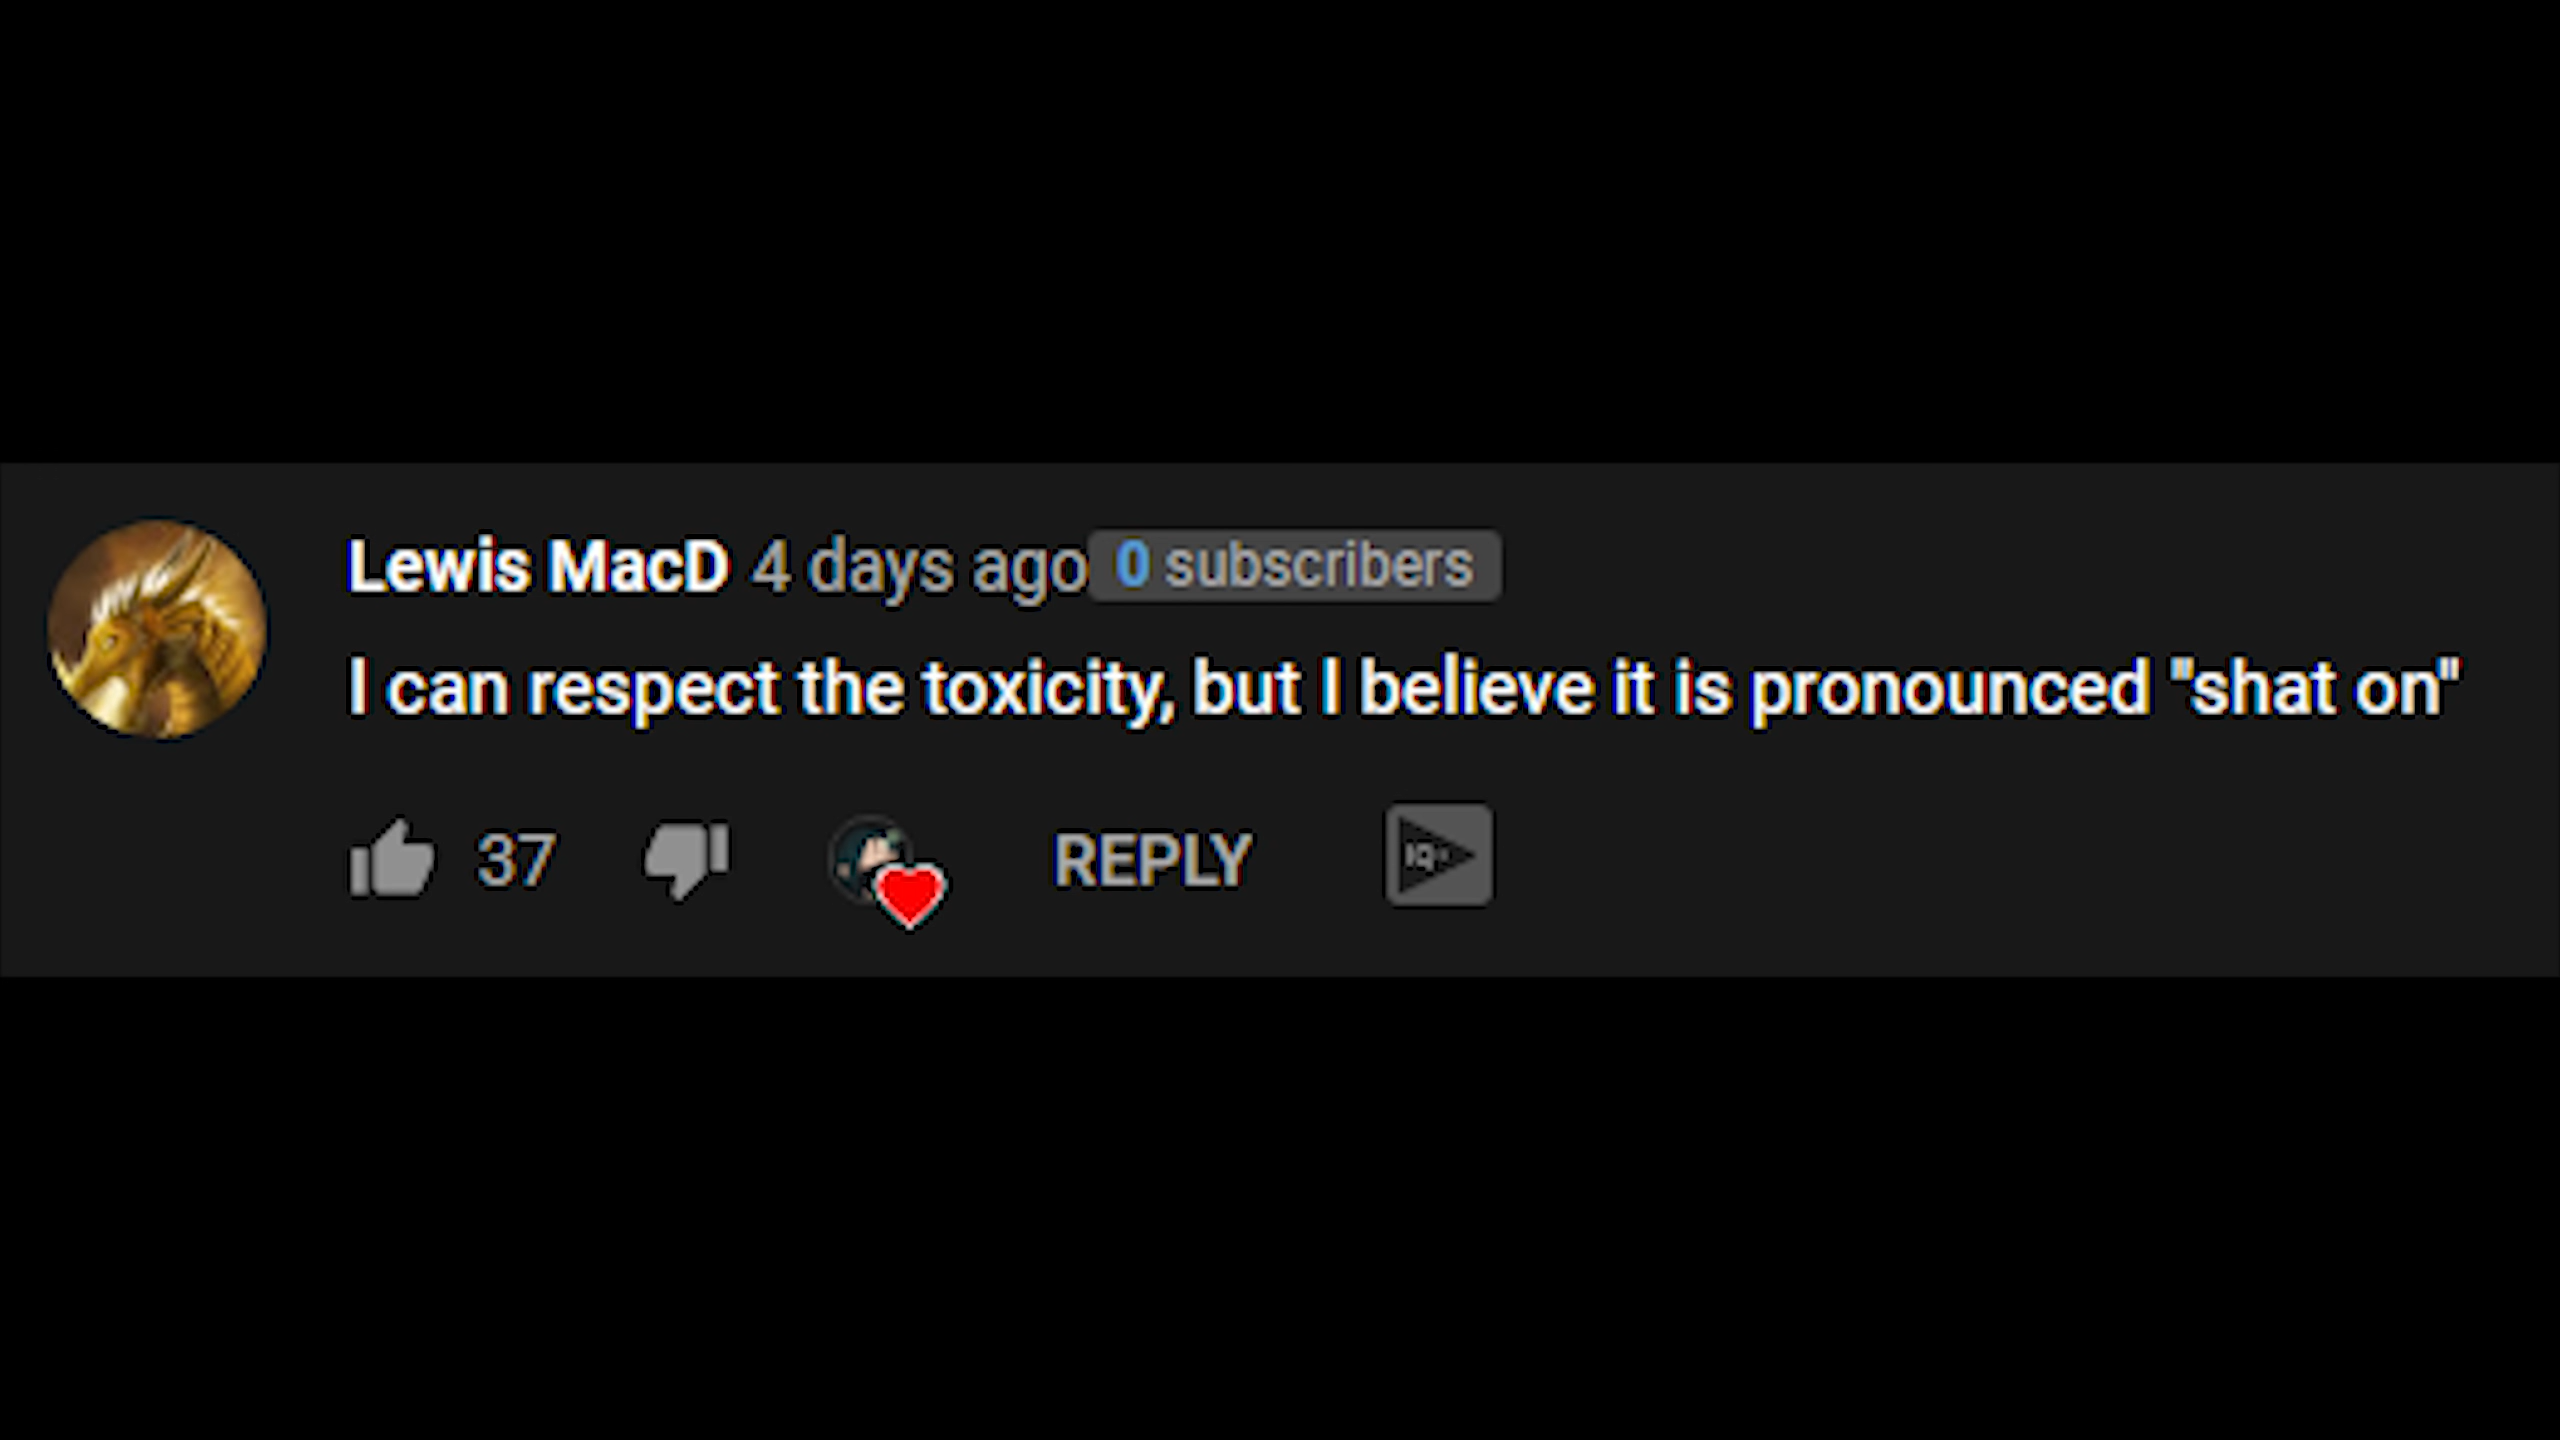 Lewis MacD 4 days ago 0 subscribers
I can respect the toxicity, but I believe it is pronounced "shat on"
37 REPLY IQ